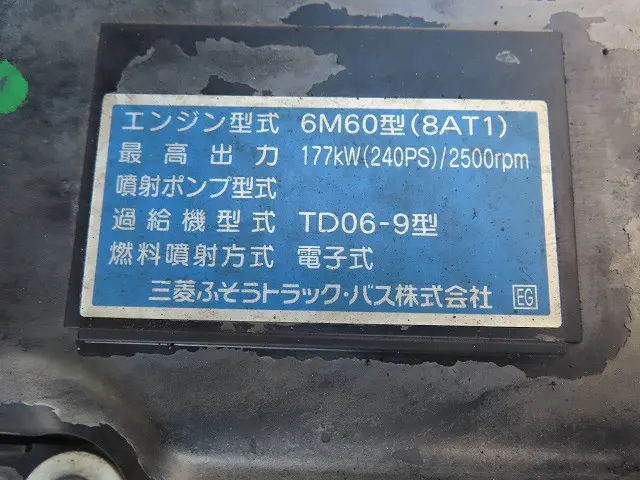 エンジン型式 6M60型(8AT1)
最高出力 177kW(240PS)/2500rpm
噴射ポンプ型式
過給機型式 TD06-9型
燃料噴射方式 電子式
三菱ふそうトラック・バス株式会社 EG